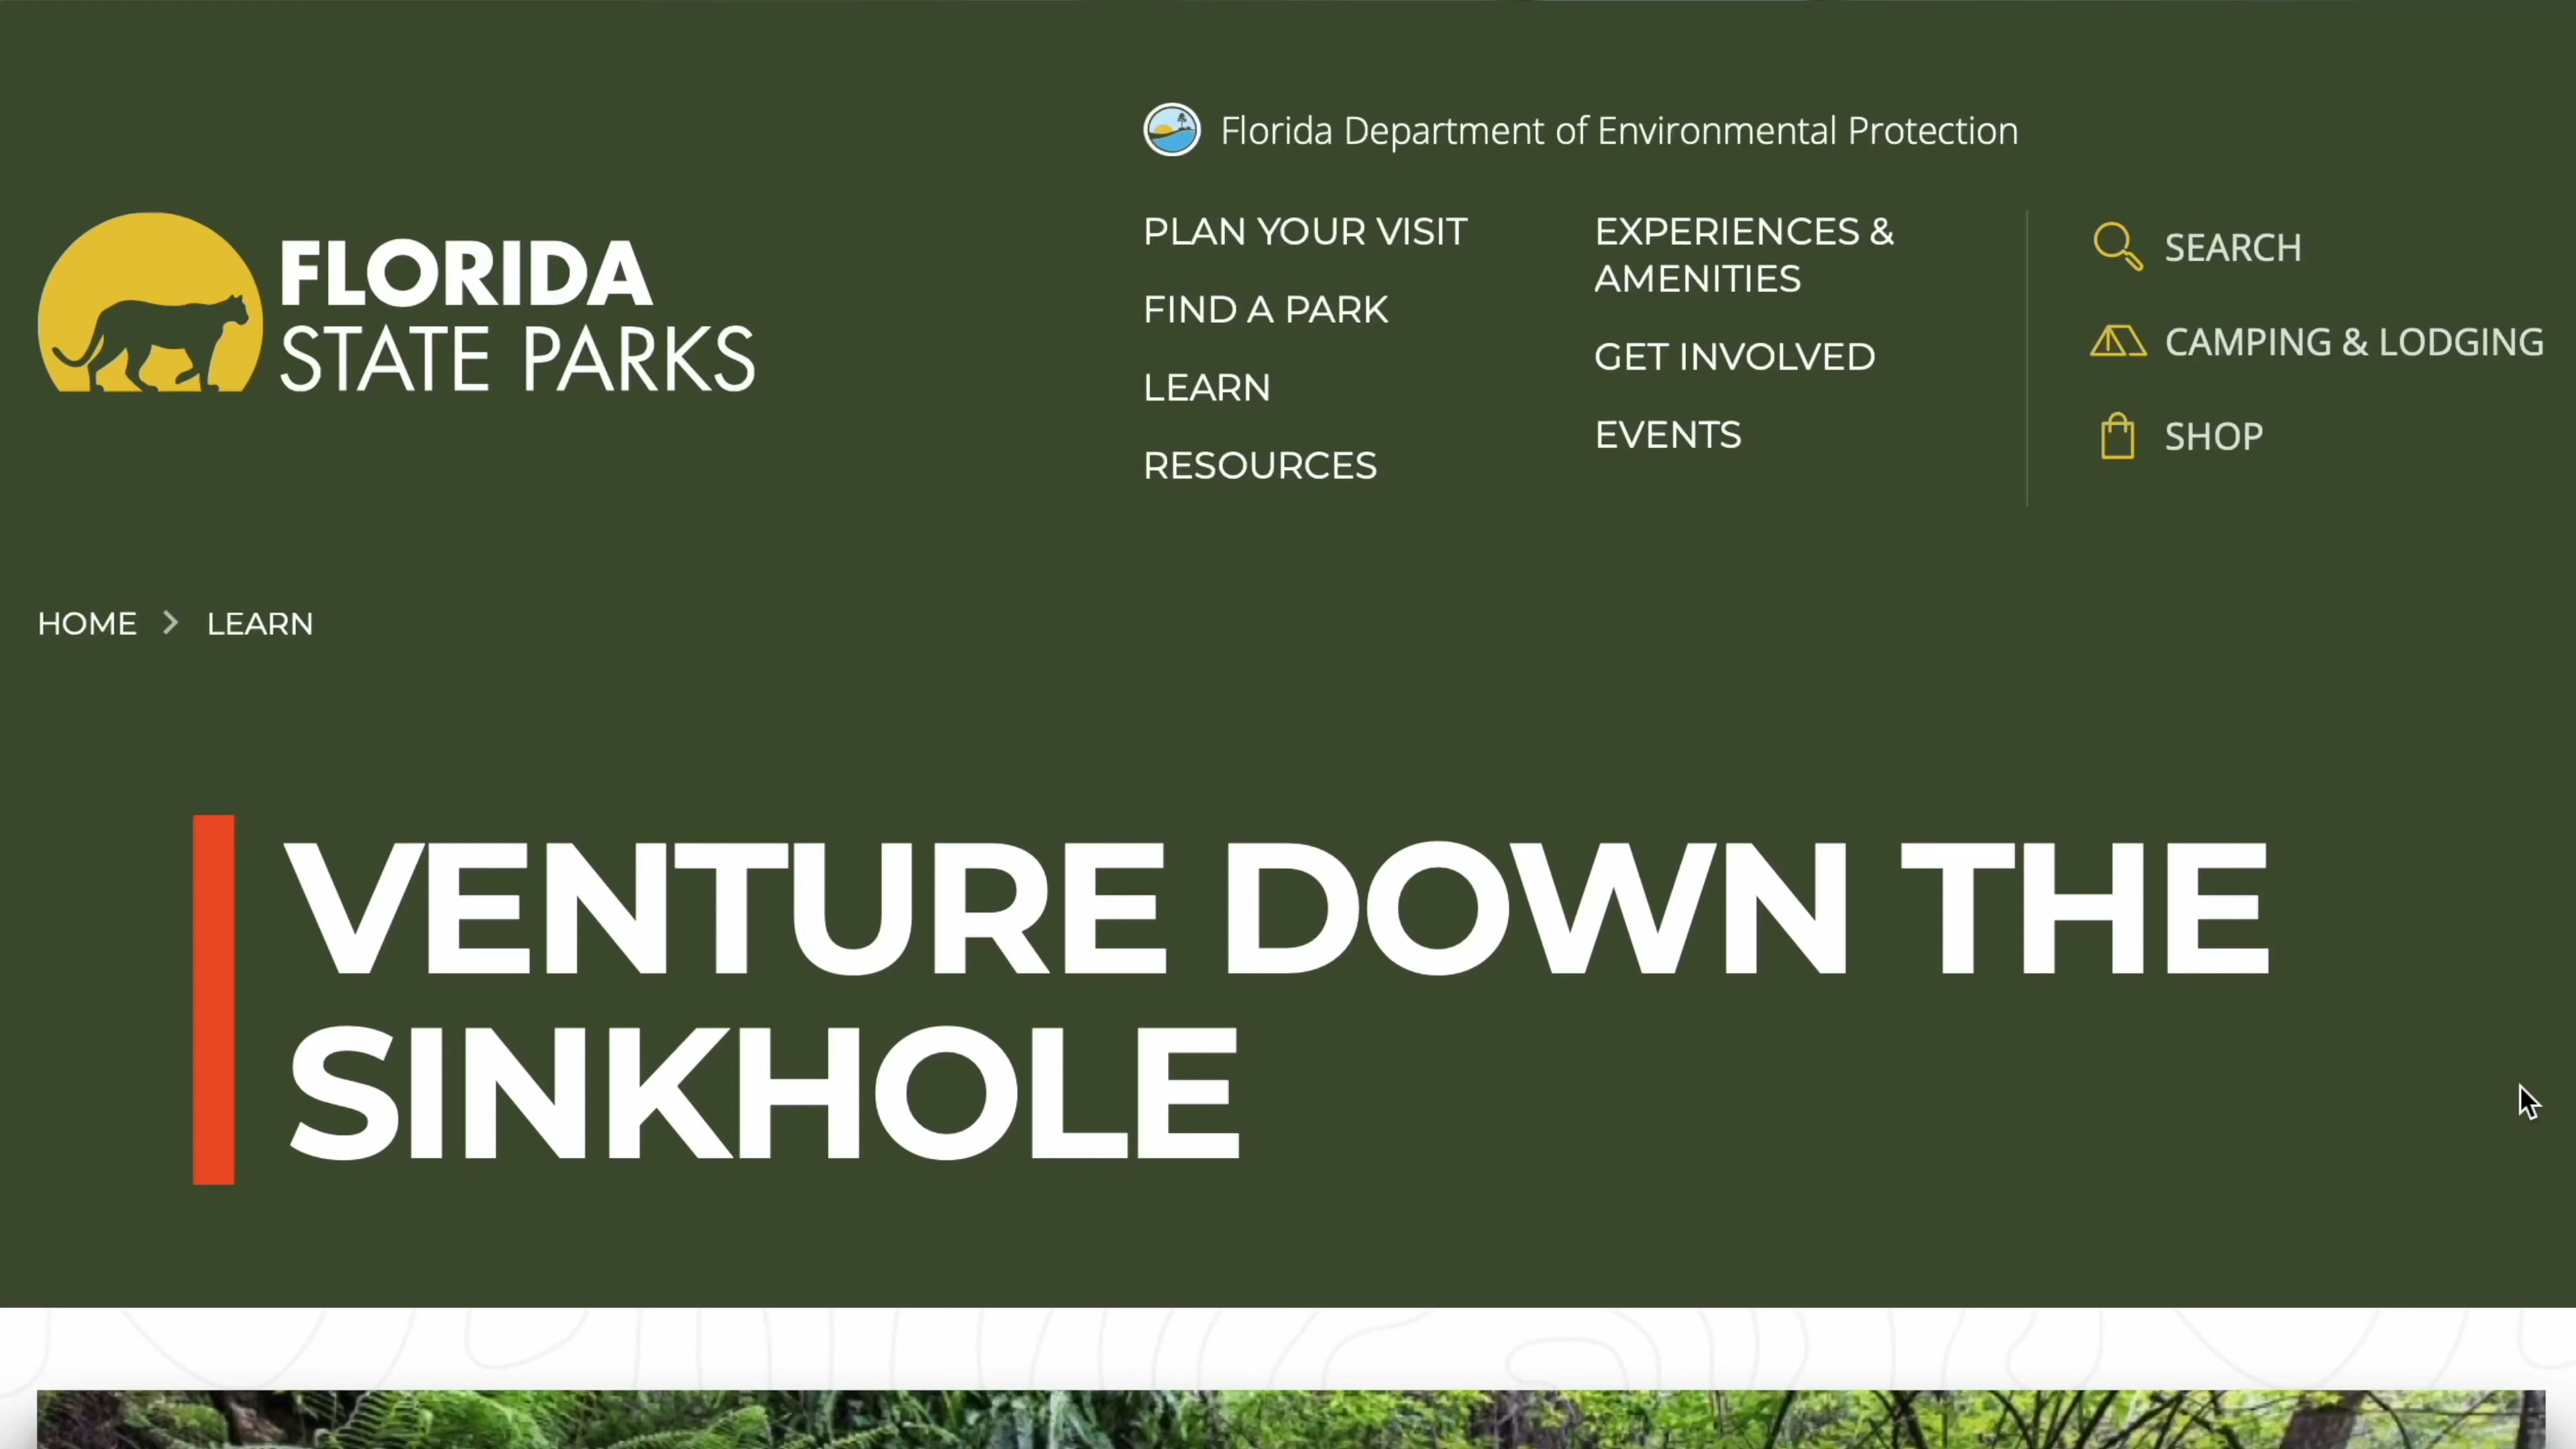 Florida Department of Environmental Protection
FLORIDA
STATE PARKS
PLAN YOUR VISIT
FIND A PARK
LEARN
RESOURCES
EXPERIENCES &
AMENITIES
GET INVOLVED
EVENTS
SEARCH
CAMPING & LODGING
SHOP
HOME > LEARN
VENTURE DOWN THE
SINKHOLE